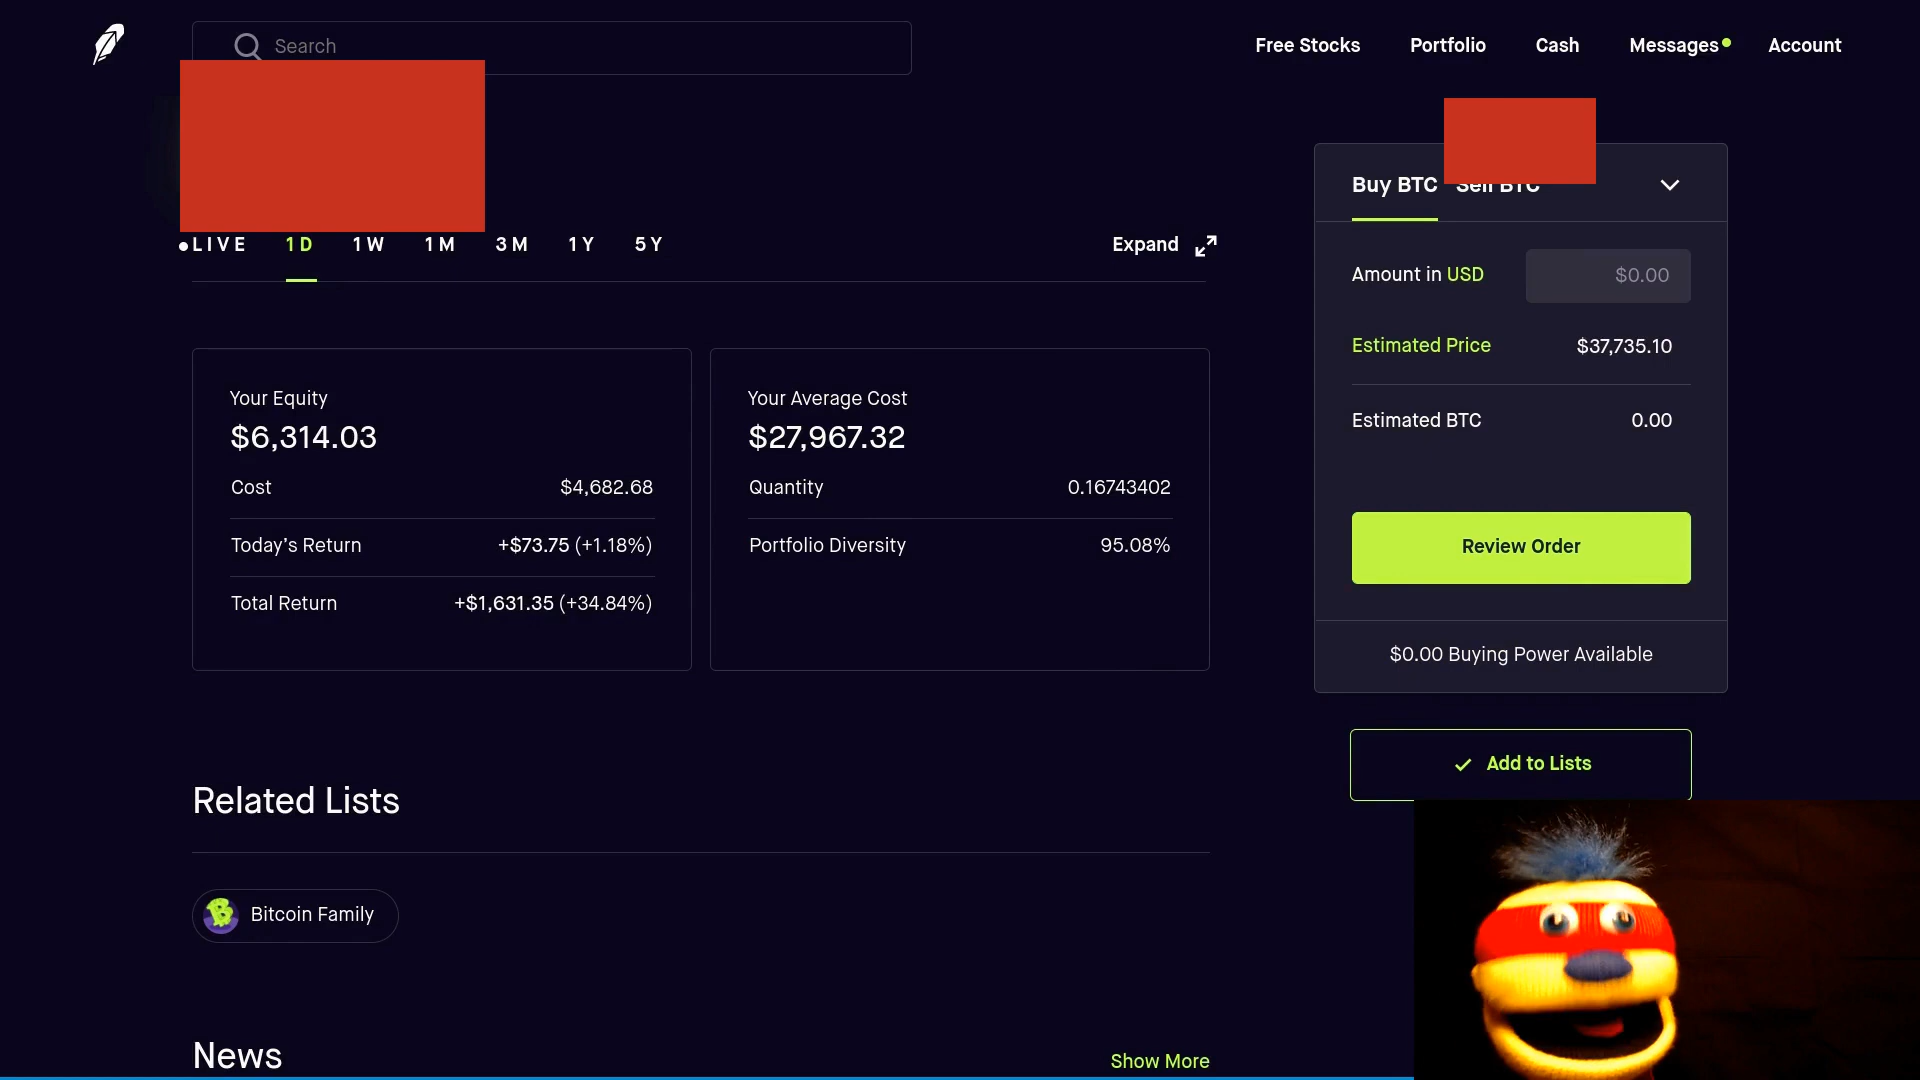 Search
Free Stocks
Portfolio
Cash
Messages
Account
LIVE 1D 1W 1M 3M 1Y 5Y
Expand
Buy BTC Sell BTC
Amount in USD $0.00
Estimated Price $37,735.10
Estimated BTC 0.00
Review Order
$0.00 Buying Power Available
Add to Lists
Your Equity
$6,314.03
Cost $4,682.68
Today's Return +$73.75 (+1.18%)
Total Return +$1,631.35 (+34.84%)
Your Average Cost
$27,967.32
Quantity 0.16743402
Portfolio Diversity 95.08%
Related Lists
Bitcoin Family
News
Show More